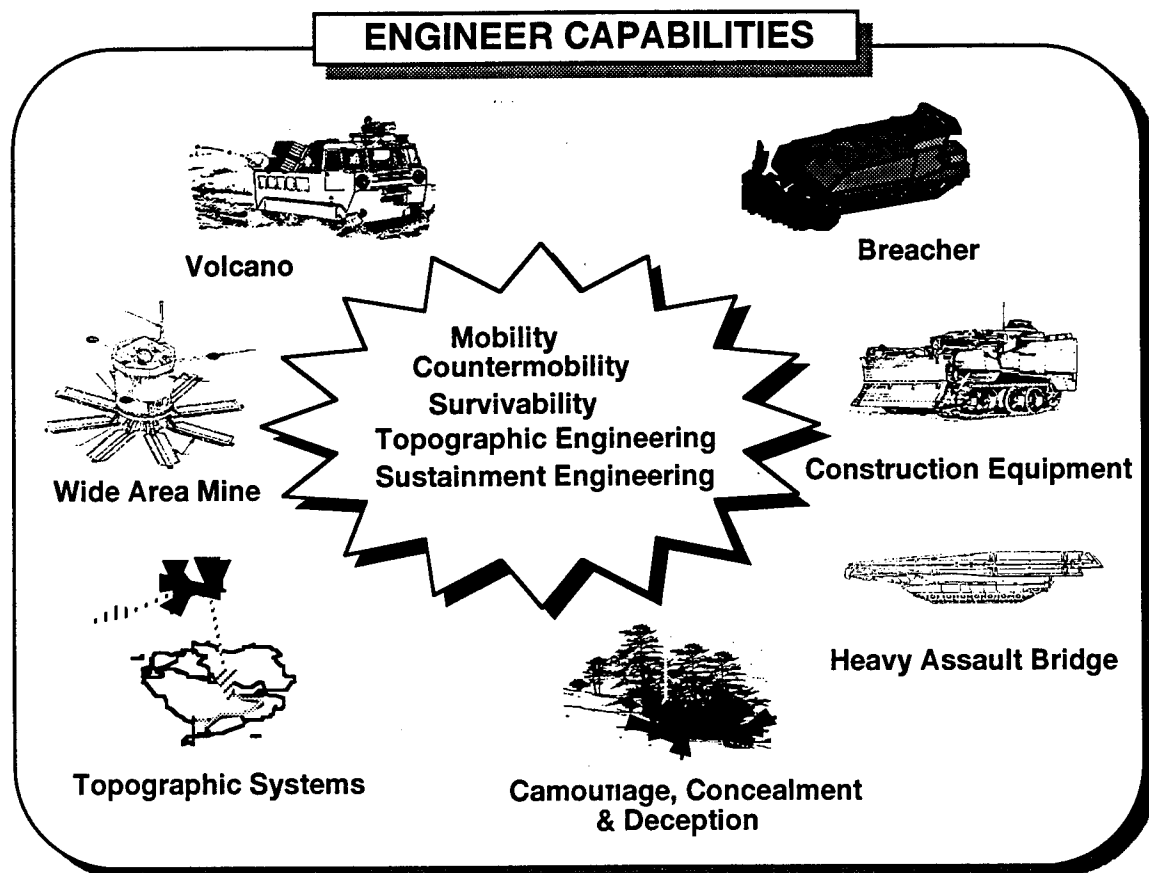 ENGINEER CAPABILITIES
Volcano
Breacher
Mobility
Countermobility
Survivability
Topographic Engineering
Sustainment Engineering
Wide Area Mine
Construction Equipment
Heavy Assault Bridge
Topographic Systems
Camouflage, Concealment
& Deception